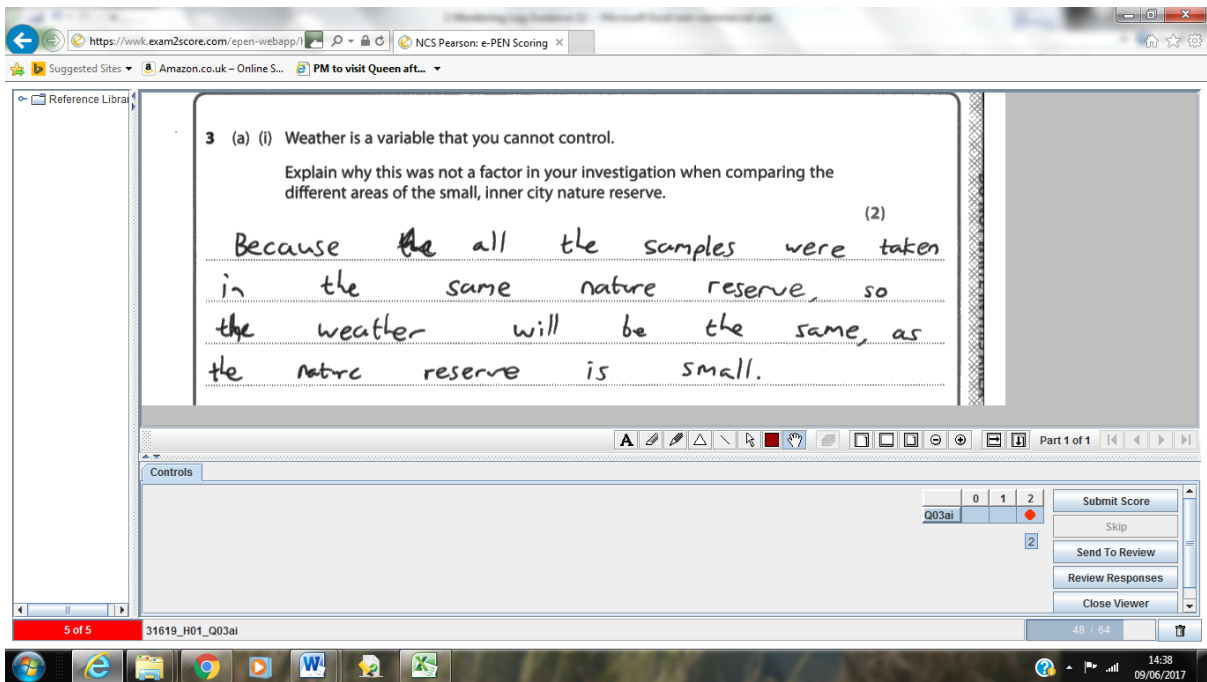 https://wwk.exam2score.com/epen-webapp/
NCS Pearson: e-PEN Scoring
Suggested Sites
Amazon.co.uk – Online S...
PM to visit Queen aft...
Reference Librar
3 (a) (i) Weather is a variable that you cannot control.
Explain why this was not a factor in your investigation when comparing the
different areas of the small, inner city nature reserve.
(2)
Because all the samples were taken
in the same nature reserve, so
the weather will be the same, as
the nature reserve is small.
A
Part 1 of 1
Controls
0 1 2
Q03ai
2
Submit Score
Skip
Send To Review
Review Responses
Close Viewer
5 of 5
31619_H01_Q03ai
48 / 64
14:38
09/06/2017